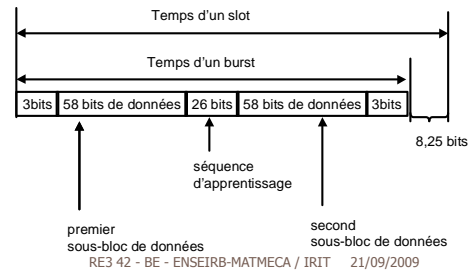 Temps d'un slot
Temps d'un burst
3bits 58 bits de données 26 bits 58 bits de données 3bits
8,25 bits
séquence
d'apprentissage
premier
sous-bloc de données
second
sous-bloc de données
RE3 42 - BE - ENSEIRB-MATMECA / IRIT 21/09/2009